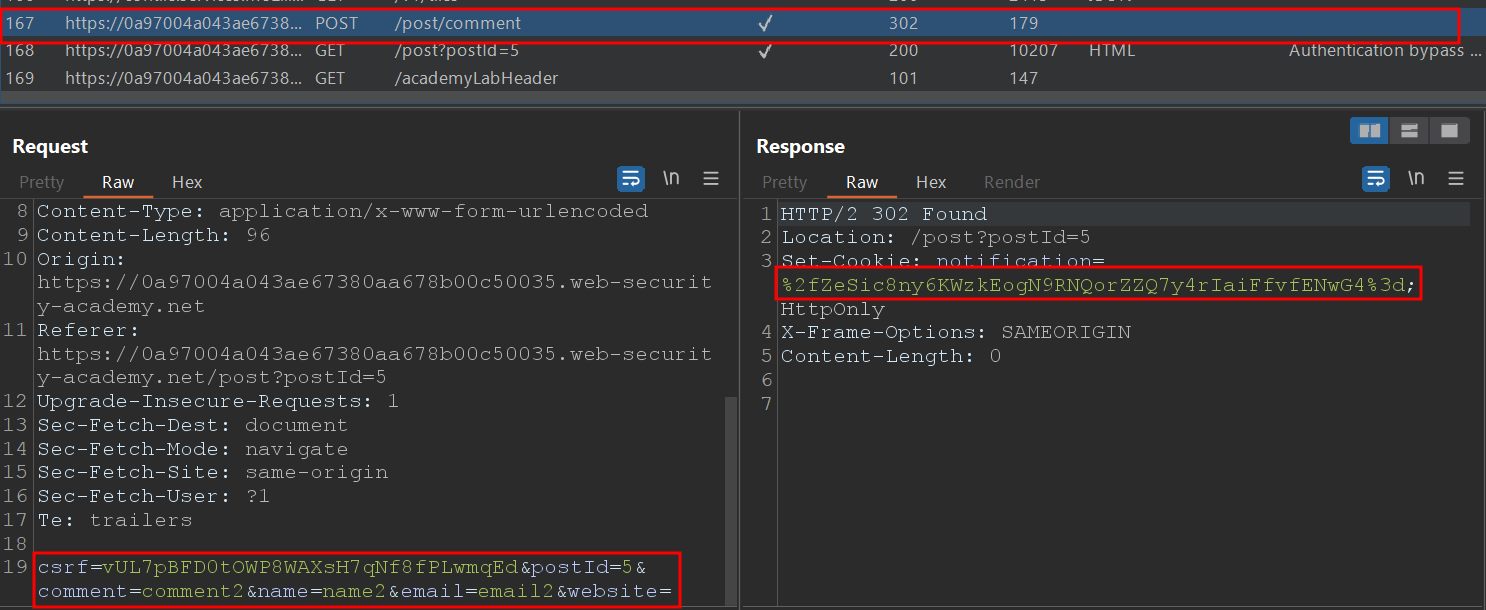 167 https://0a97004a043ae6738... POST /post/comment ✓ 302 179
168 https://0a97004a043ae6738... GET /post?postId=5 ✓ 200 10207 HTML Authentication bypass ...
169 https://0a97004a043ae6738... GET /academyLabHeader 101 147
Request
Pretty Raw Hex \n
8 Content-Type: application/x-www-form-urlencoded
9 Content-Length: 96
10 Origin:
https://0a97004a043ae67380aa678b00c50035.web-securit
y-academy.net
11 Referer:
https://0a97004a043ae67380aa678b00c50035.web-securit
y-academy.net/post?postId=5
12 Upgrade-Insecure-Requests: 1
13 Sec-Fetch-Dest: document
14 Sec-Fetch-Mode: navigate
15 Sec-Fetch-Site: same-origin
16 Sec-Fetch-User: ?1
17 Te: trailers
18
19 csrf=vUL7pBFD0tOWP8WAXsH7qNf8fPLwmqEd&postId=5&
comment=comment2&name=name2&email=email2&website=
Response
Pretty Raw Hex Render \n
1 HTTP/2 302 Found
2 Location: /post?postId=5
3 Set-Cookie: notification=
%2fZeSic8ny6KWzkEogN9RNQorZZQ7y4rIaiFfvfENwG4%3d;
HttpOnly
4 X-Frame-Options: SAMEORIGIN
5 Content-Length: 0
6
7